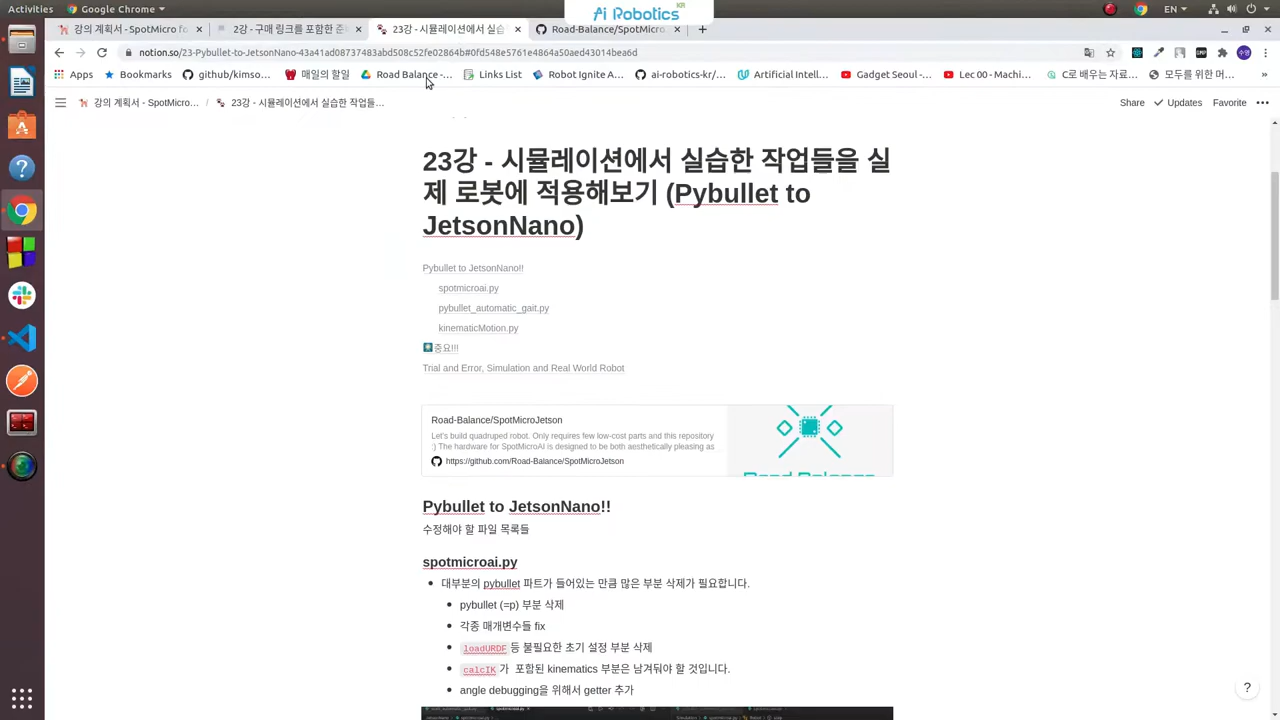 Activities
Google Chrome
Ai Robotics KR
강의 계획서 - SpotMicro fo
2강 - 구매 링크를 포함한 준
23강 - 시뮬레이션에서 실습
Road-Balance/SpotMicro
notion.so/23-Pybullet-to-JetsonNano-43a41ad08737483abd508c52fe02864b#0fd548e5761e4864a50aed43014bea6d
Apps
Bookmarks
github/kimso...
매일의 할일
Road Balance -...
Links List
Robot Ignite A...
ai-robotics-kr/...
Artificial Intell...
Gadget Seoul -...
Lec 00 - Machi...
C로 배우는 자료...
모두를 위한 머...
»
강의 계획서 - SpotMicro... / 23강 - 시뮬레이션에서 실습한 작업들...
Share
Updates
Favorite
23강 - 시뮬레이션에서 실습한 작업들을 실
제 로봇에 적용해보기 (Pybullet to
JetsonNano)
Pybullet to JetsonNano!!
spotmicroai.py
pybullet_automatic_gait.py
kinematicMotion.py
중요!!!
Trial and Error, Simulation and Real World Robot
Road-Balance/SpotMicroJetson
Let's build quadruped robot. Only requires few low-cost parts and this repository
:) The hardware for SpotMicroAI is designed to be both aesthetically pleasing as
https://github.com/Road-Balance/SpotMicroJetson
Pybullet to JetsonNano!!
수정해야 할 파일 목록들
spotmicroai.py
• 대부분의 pybullet 파트가 들어있는 만큼 많은 부분 삭제가 필요합니다.
• pybullet (=p) 부분 삭제
• 각종 매개변수들 fix
• loadURDF 등 불필요한 초기 설정 부분 삭제
• calcIK 가 포함된 kinematics 부분은 남겨둬야 할 것입니다.
• angle debugging을 위해서 getter 추가
?